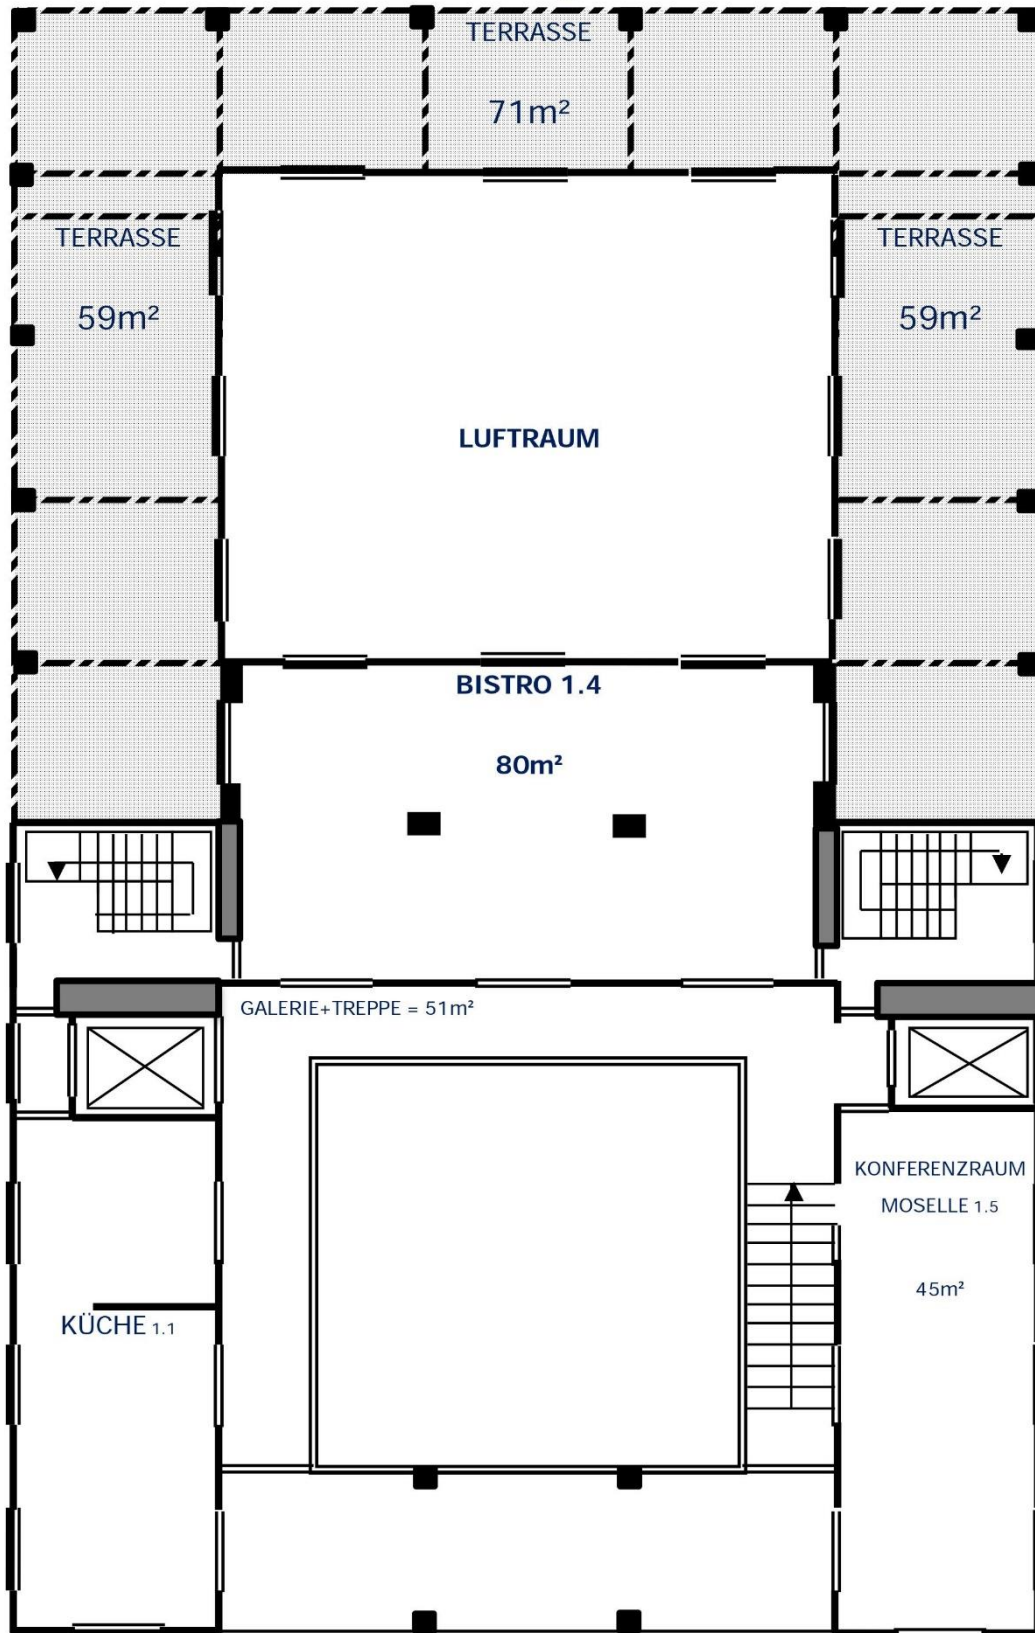 TERRASSE
71m²
TERRASSE
59m²
TERRASSE
59m²
LUFTRAUM
BISTRO 1.4
80m²
GALERIE+TREPPE = 51m²
KONFERENZRAUM
MOSELLE 1.5
45m²
KÜCHE 1.1